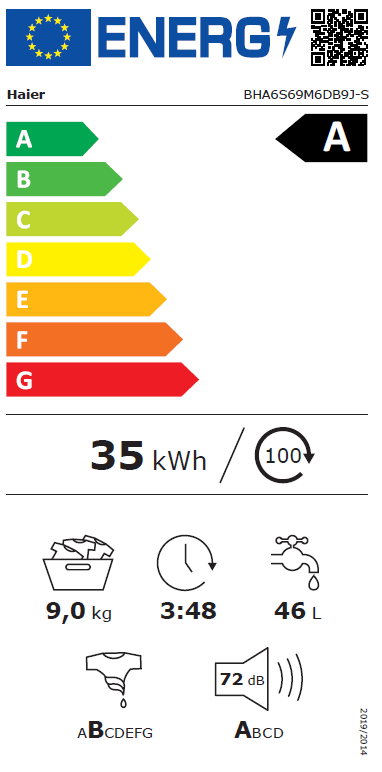 ENERG
Haier
BHA6S69M6DB9J-S
A
A
B
C
D
E
F
G
35 kWh / 100
9,0 kg
3:48
46 L
72 dB
ABCDEFG
ABCD
2019/2014